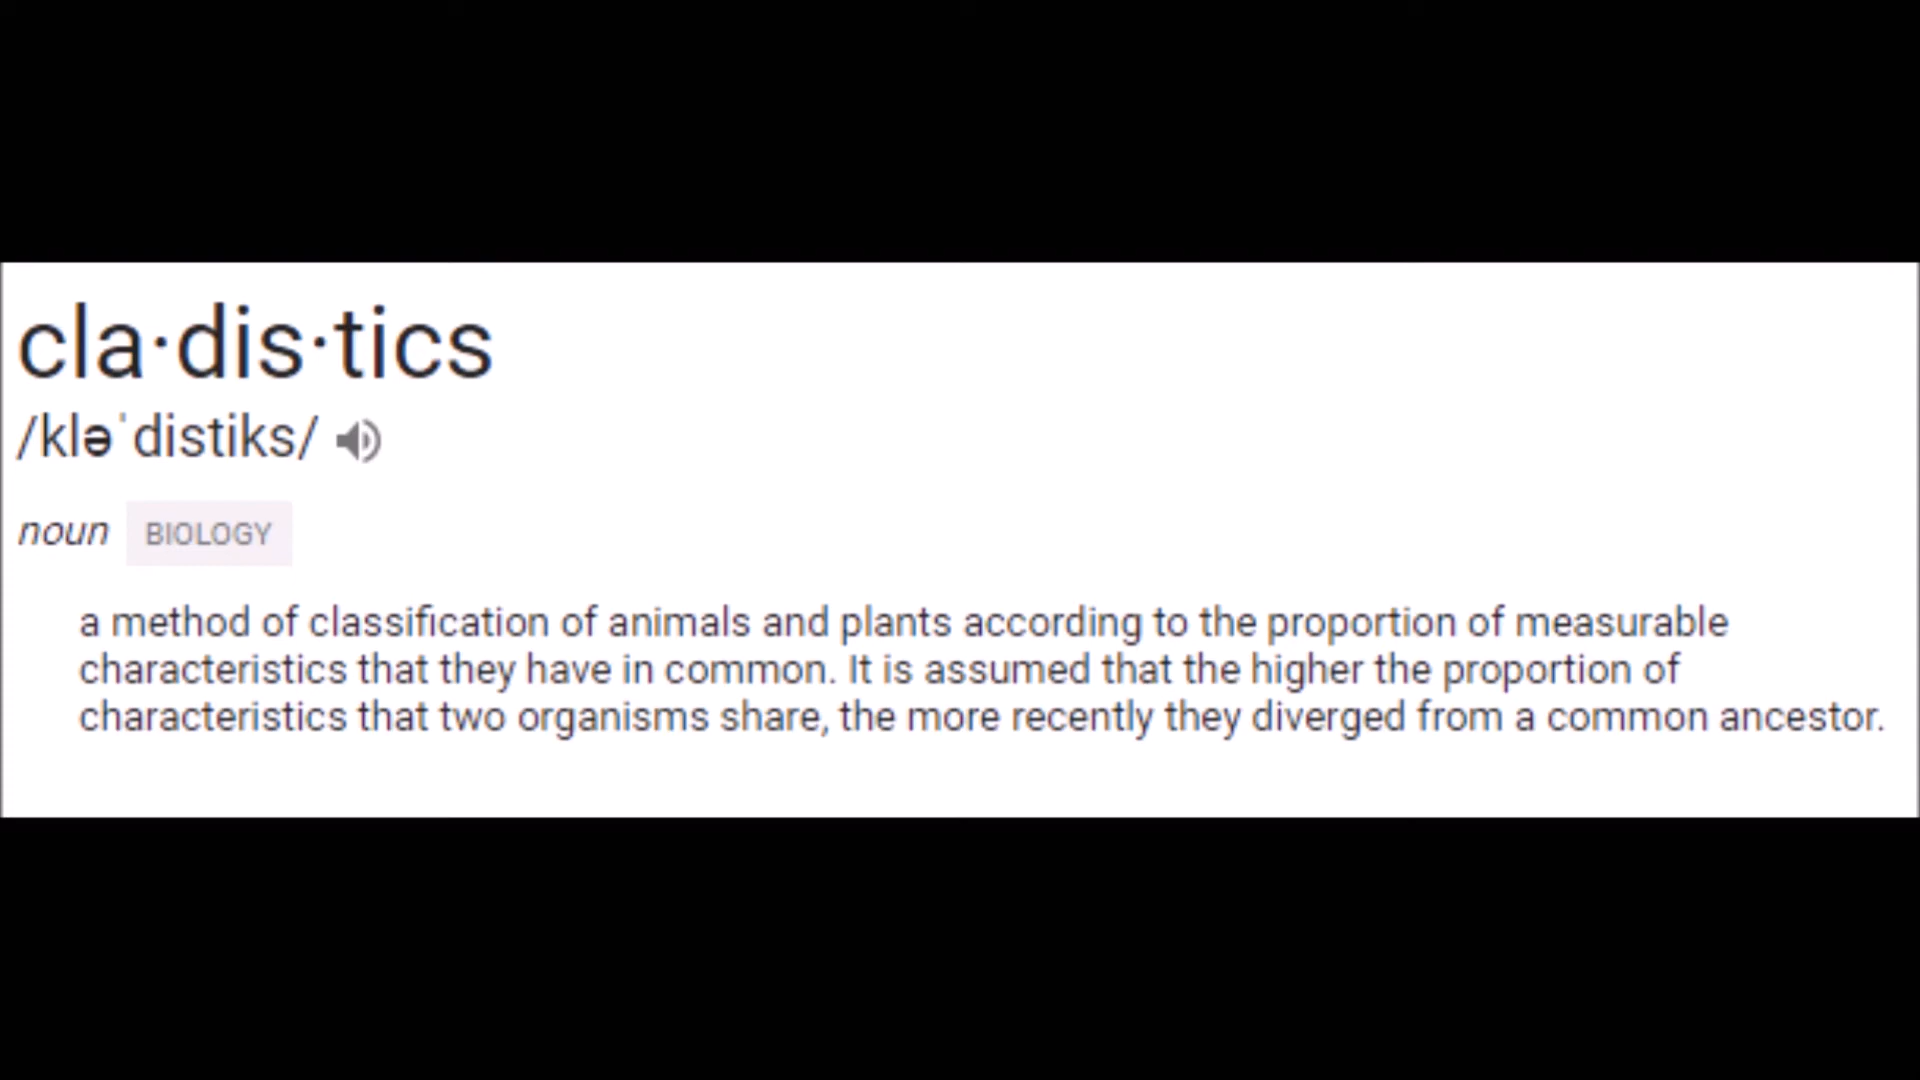 cla·dis·tics
/kləˈdistiks/
noun BIOLOGY
a method of classification of animals and plants according to the proportion of measurable
characteristics that they have in common. It is assumed that the higher the proportion of
characteristics that two organisms share, the more recently they diverged from a common ancestor.